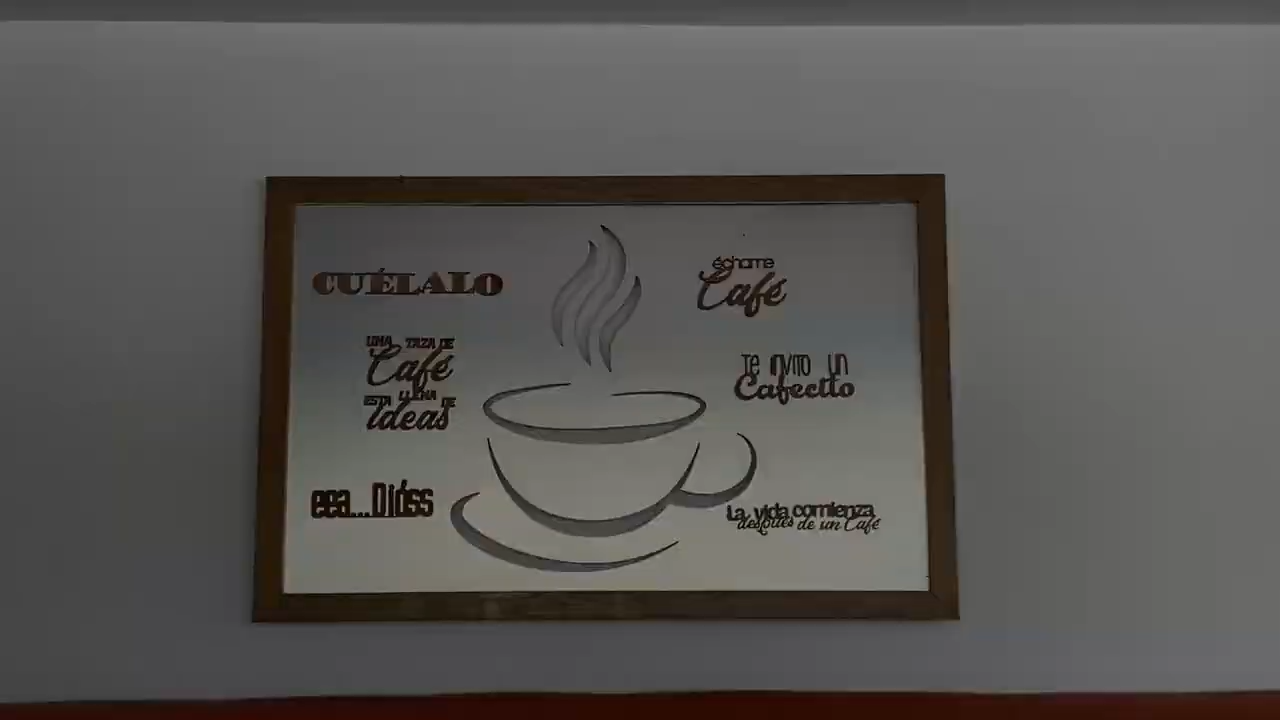 CUÉLALO
UNA TAZA DE
Café
ESTA LLENA DE
ideas
eea...Dióss
échame
Café
Te invito un
Cafecito
La vida comienza
después de un Café